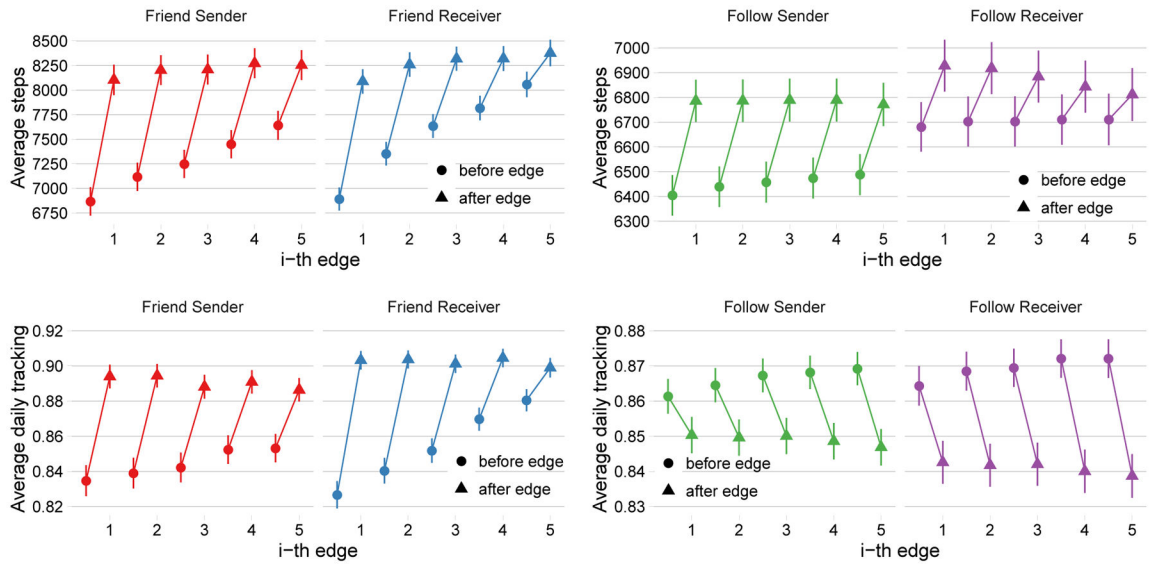 Friend Sender
Friend Receiver
Average steps
8500
8250
8000
7750
7500
7250
7000
6750
before edge
after edge
1 2 3 4 5
1 2 3 4 5
i−th edge
Follow Sender
Follow Receiver
Average steps
7000
6900
6800
6700
6600
6500
6400
6300
before edge
after edge
1 2 3 4 5
1 2 3 4 5
i−th edge
Friend Sender
Friend Receiver
Average daily tracking
0.92
0.90
0.88
0.86
0.84
0.82
before edge
after edge
1 2 3 4 5
1 2 3 4 5
i−th edge
Follow Sender
Follow Receiver
Average daily tracking
0.88
0.87
0.86
0.85
0.84
0.83
before edge
after edge
1 2 3 4 5
1 2 3 4 5
i−th edge